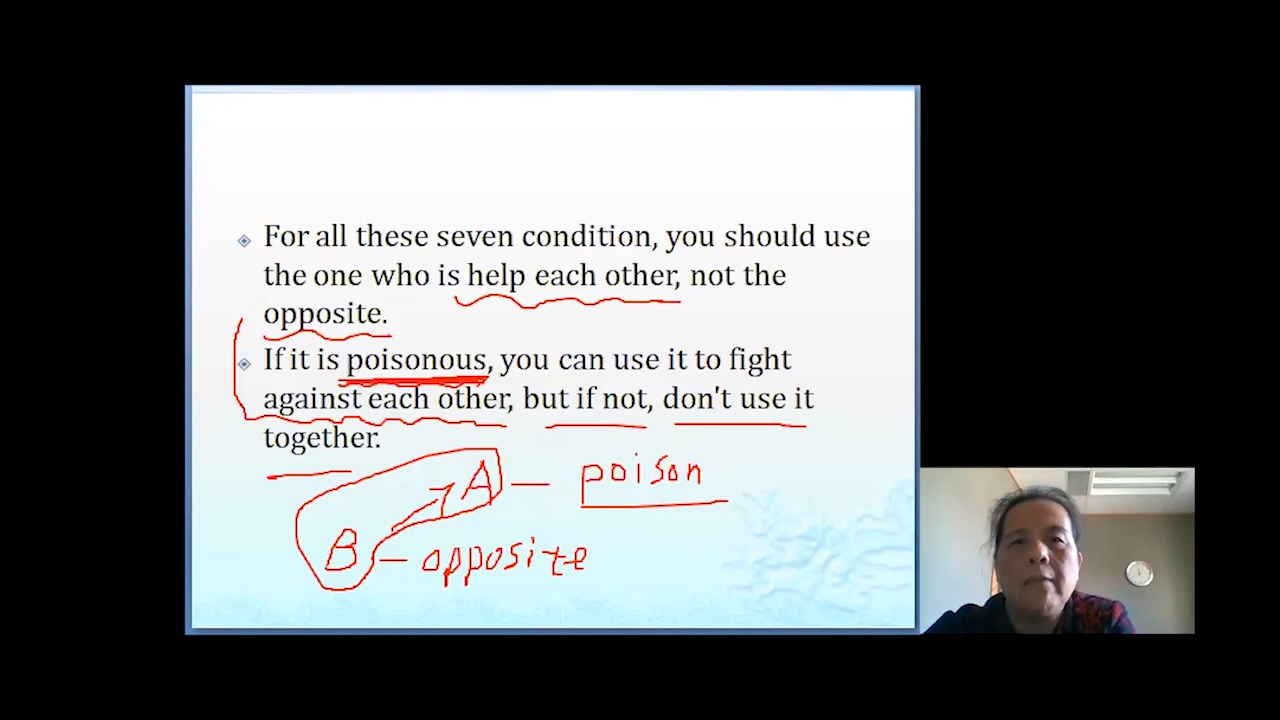 For all these seven condition, you should use
the one who is help each other, not the
opposite.
If it is poisonous, you can use it to fight
against each other, but if not, don't use it
together.
A — poison
B — opposite